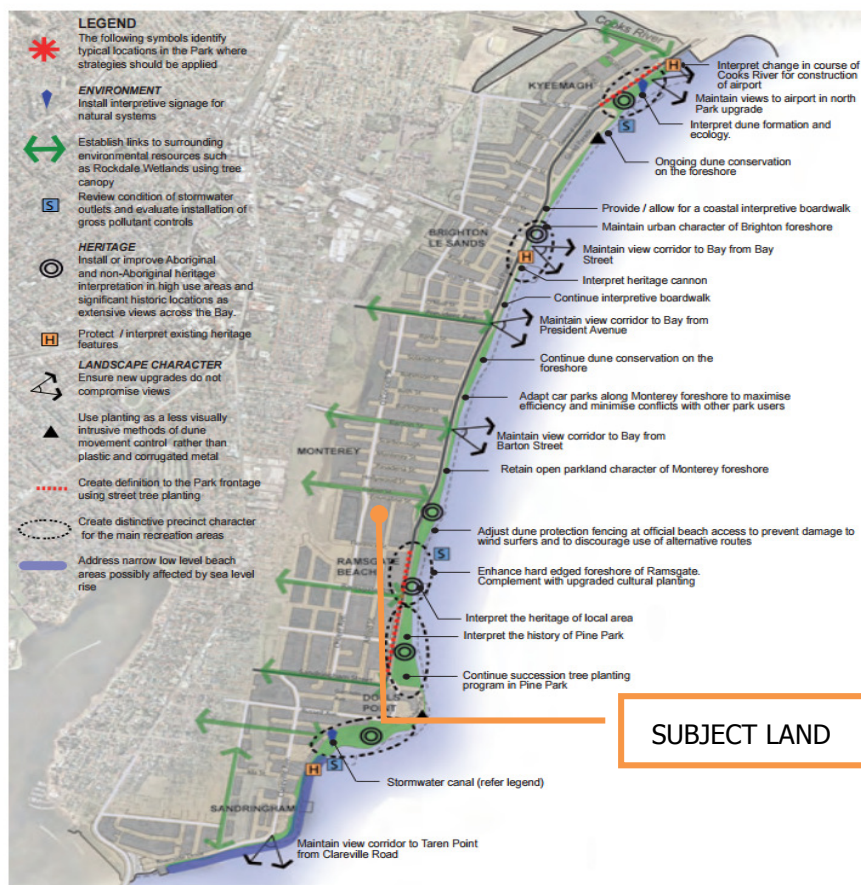 LEGEND
The following symbols identify
typical locations in the Park where
strategies should be applied
ENVIRONMENT
Install interpretive signage for
natural systems
Establish links to surrounding
environmental resources such
as Rockdale Wetlands using tree
canopy
S
Review condition of stormwater
outlets and evaluate installation of
gross pollutant controls
HERITAGE
Install or improve Aboriginal
and non-Aboriginal heritage
interpretation in high use areas and
significant historic locations as
extensive views across the Bay.
H
Protect / interpret existing heritage
features
LANDSCAPE CHARACTER
Ensure new upgrades do not
compromise views
Use planting as a less visually
intrusive methods of dune
movement control rather than
plastic and corrugated metal
Create definition to the Park frontage
using street tree planting
Create distinctive precinct character
for the main recreation areas
Address narrow low level beach
areas possibly affected by sea level
rise
Cooks River
KYEEMAGH
H
S
Interpret change in course of
Cooks River for construction
of airport
Maintain views to airport in north
Park upgrade
Interpret dune formation and
ecology.
Ongoing dune conservation
on the foreshore
Provide / allow for a coastal interpretive boardwalk
Maintain urban character of Brighton foreshore
BRIGHTON
LE SANDS
H
Maintain view corridor to Bay from Bay
Street
Interpret heritage cannon
Continue interpretive boardwalk
Maintain view corridor to Bay from
President Avenue
Continue dune conservation on the
foreshore
Adapt car parks along Monterey foreshore to maximise
efficiency and minimise conflicts with other park users
MONTEREY
Maintain view corridor to Bay from
Barton Street
Retain open parkland character of Monterey foreshore
Adjust dune protection fencing at official beach access to prevent damage to
wind surfers and to discourage use of alternative routes
RAMSGATE
BEACH
S
Enhance hard edged foreshore of Ramsgate.
Complement with upgraded cultural planting
Interpret the heritage of local area
Interpret the history of Pine Park
Continue succession tree planting
program in Pine Park
DOLLS
POINT
SUBJECT LAND
H
S
Stormwater canal (refer legend)
SANDRINGHAM
Maintain view corridor to Taren Point
from Clareville Road